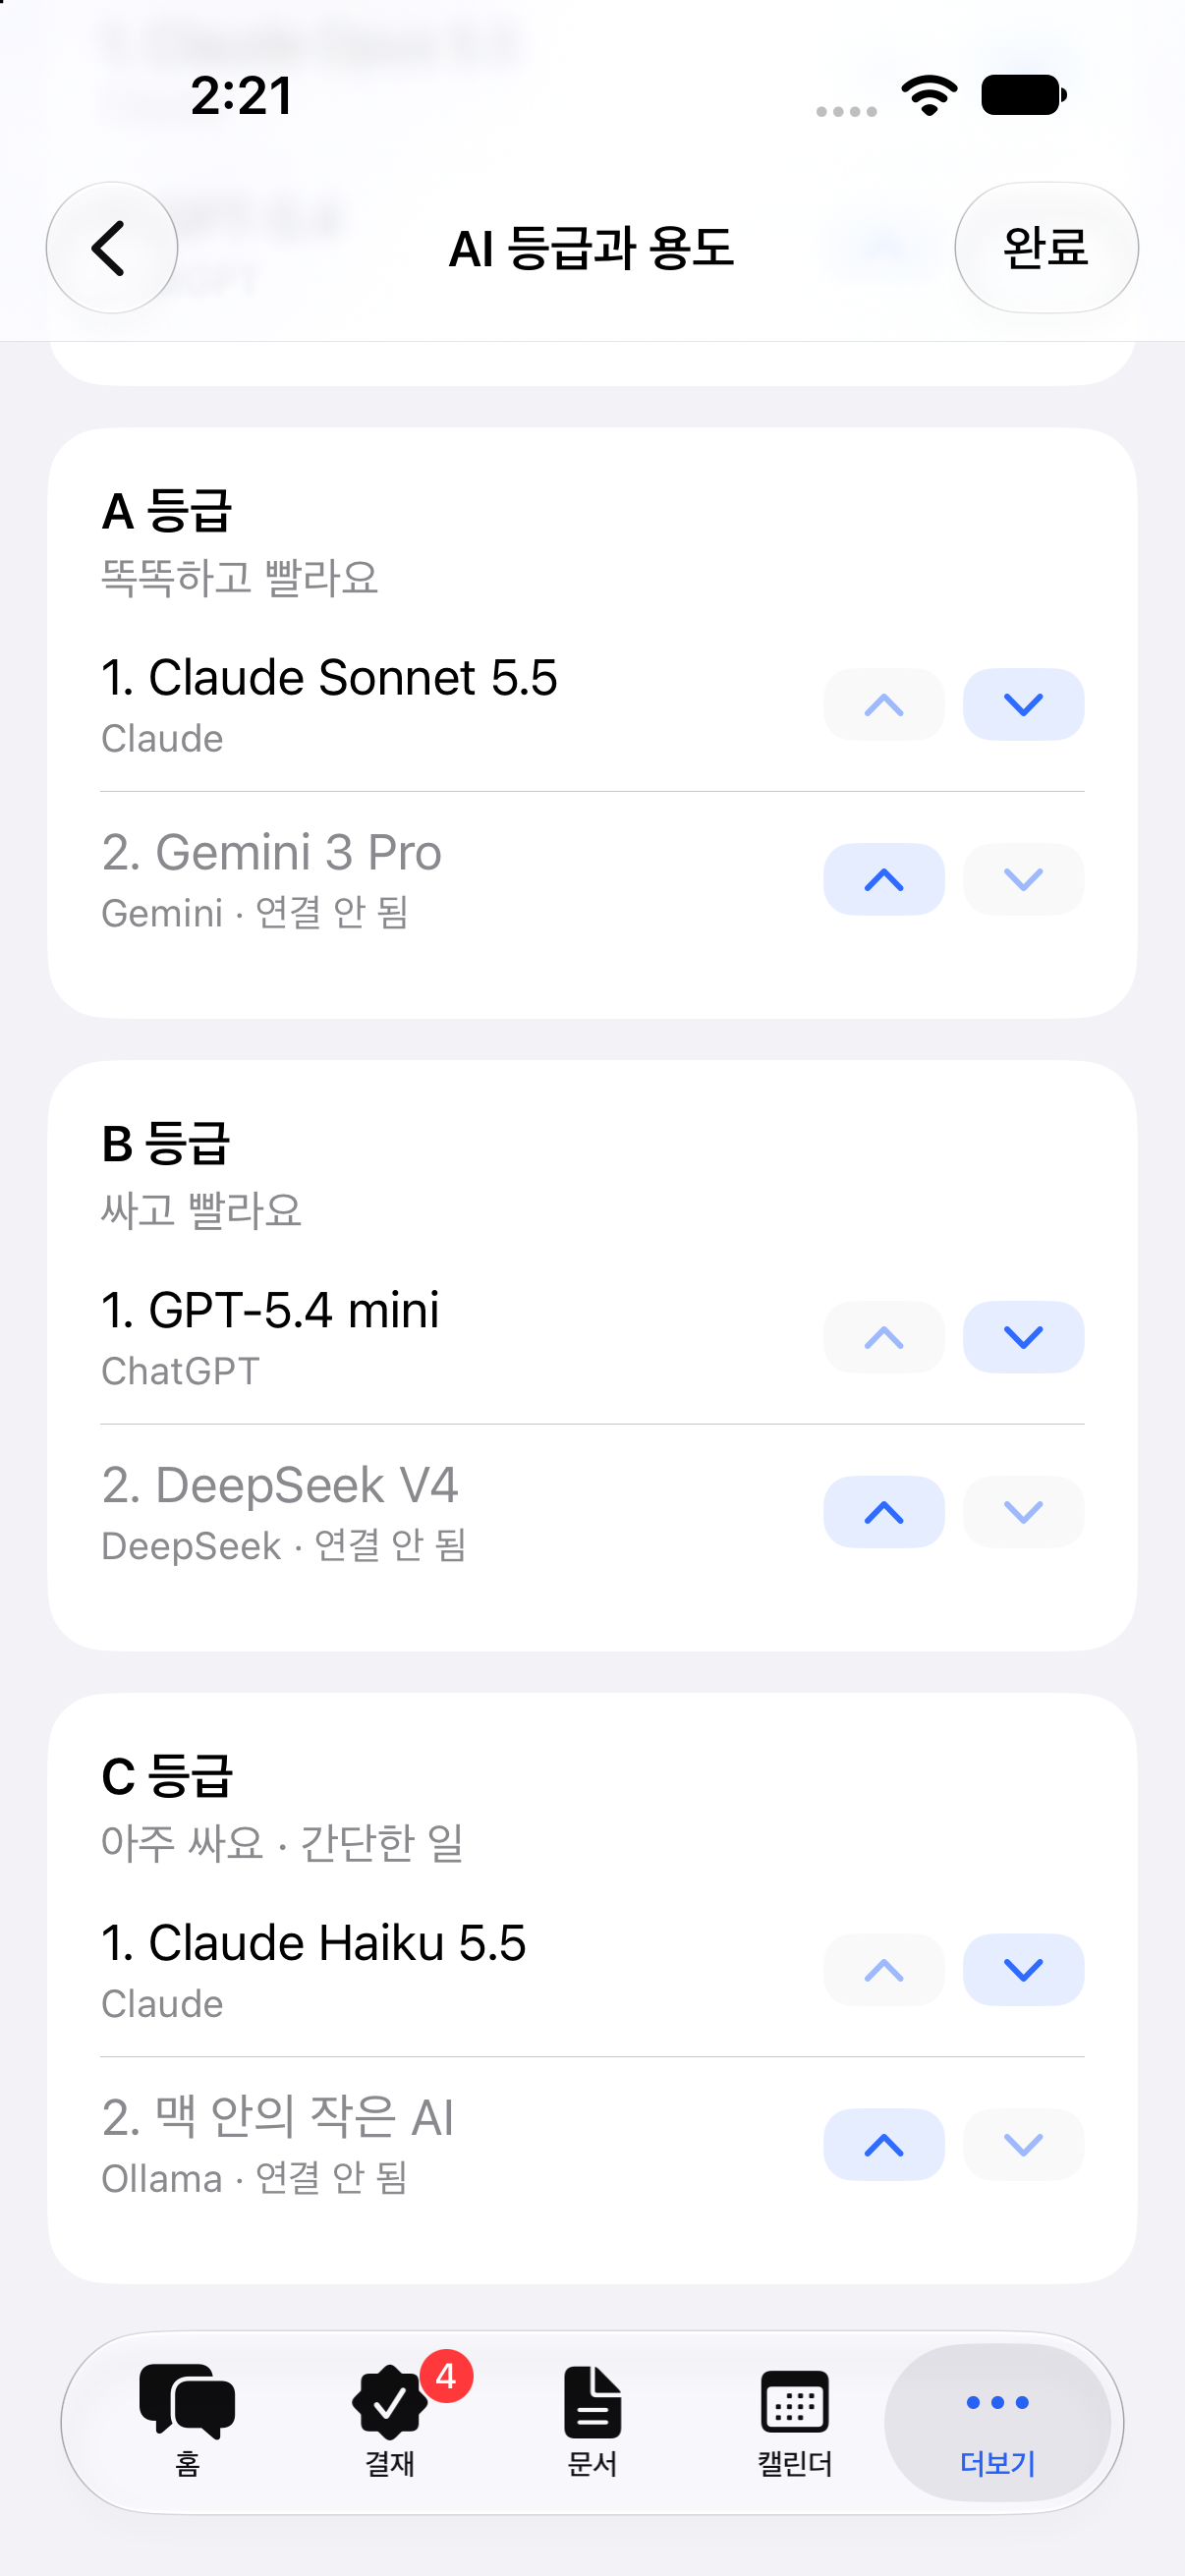 2:21
AI 등급과 용도
완료
A 등급
똑똑하고 빨라요
1. Claude Sonnet 5.5
Claude
2. Gemini 3 Pro
Gemini · 연결 안 됨
B 등급
싸고 빨라요
1. GPT-5.4 mini
ChatGPT
2. DeepSeek V4
DeepSeek · 연결 안 됨
C 등급
아주 싸요 · 간단한 일
1. Claude Haiku 5.5
Claude
2. 맥 안의 작은 AI
Ollama · 연결 안 됨
4
홈
결재
문서
캘린더
더보기